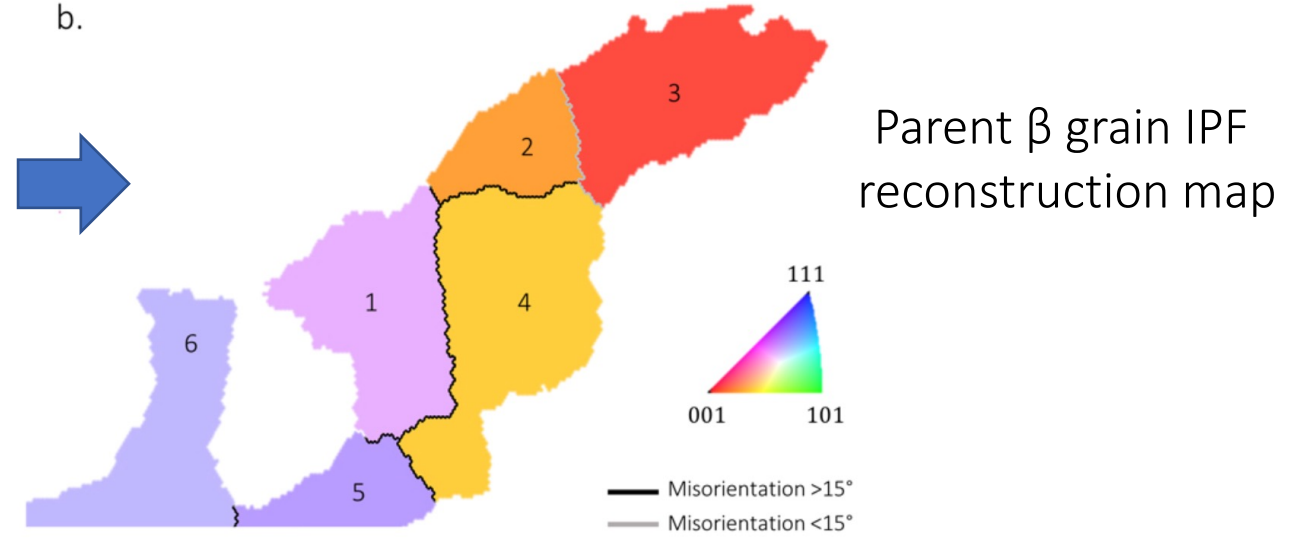 b.
3
2
Parent β grain IPF
reconstruction map
111
1
4
6
001
101
5
Misorientation >15°
Misorientation <15°